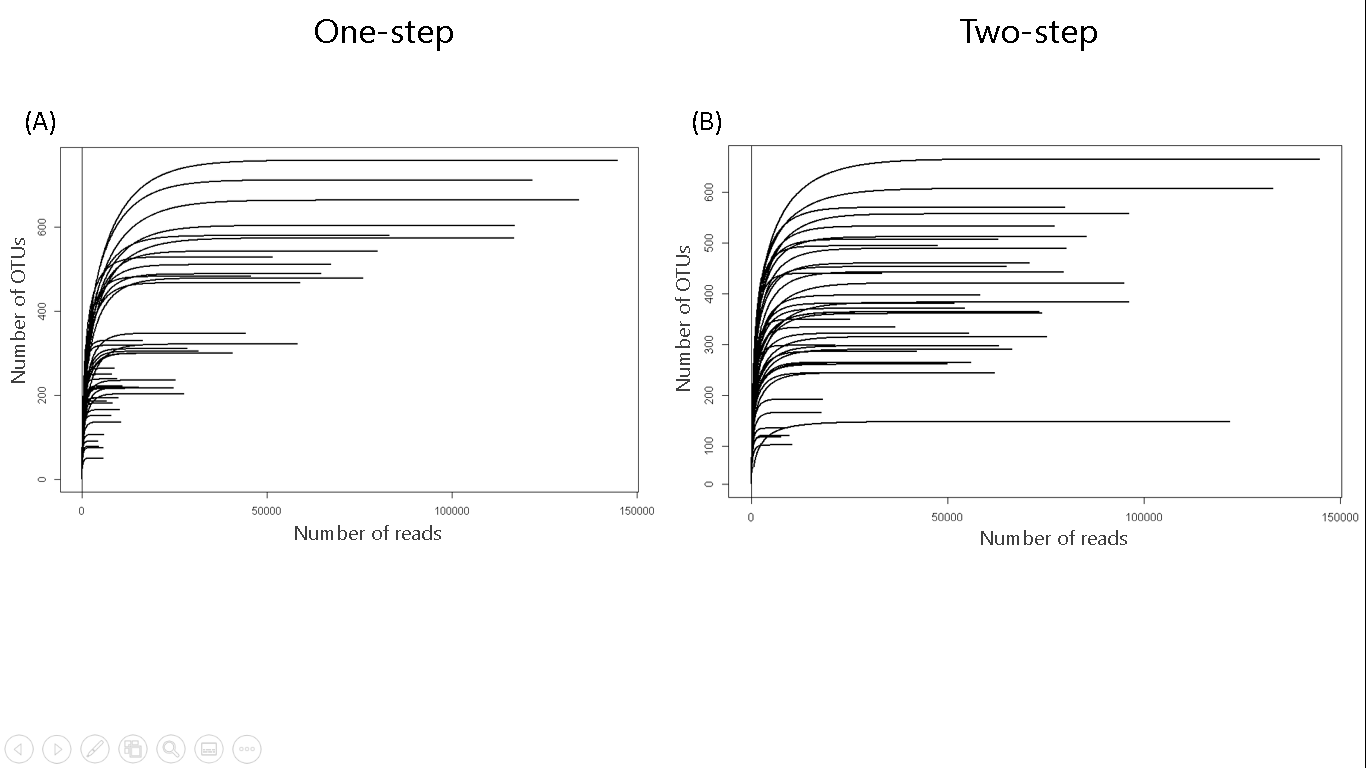 One-step
Two-step
(A)
(B)
Number of OTUs
0
200
400
600
0
50000
100000
150000
Number of reads
Number of OTUs
0
100
200
300
400
500
600
0
50000
100000
150000
Number of reads